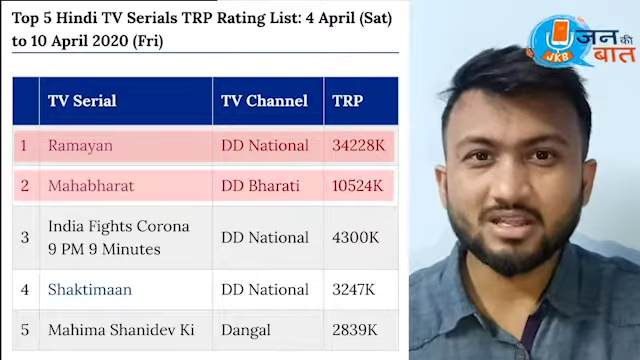 Top 5 Hindi TV Serials TRP Rating List: 4 April (Sat)
to 10 April 2020 (Fri)
जन की
बात
JKB
TV Serial TV Channel TRP
1 Ramayan DD National 34228K
2 Mahabharat DD Bharati 10524K
3 India Fights Corona
9 PM 9 Minutes DD National 4300K
4 Shaktimaan DD National 3247K
5 Mahima Shanidev Ki Dangal 2839K